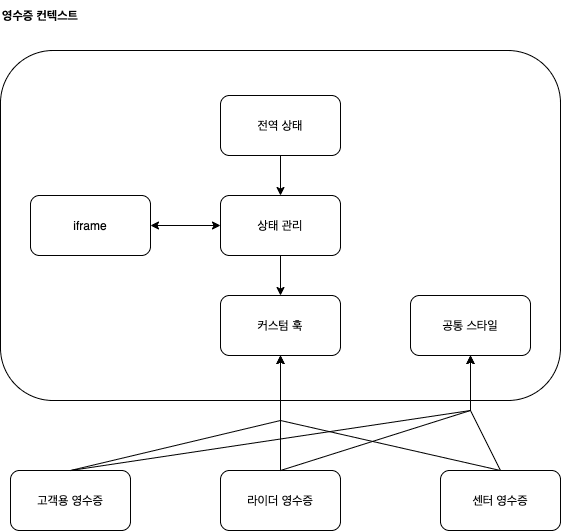 영수증 컨텍스트
전역 상태
iframe
상태 관리
커스텀 훅
공통 스타일
고객용 영수증
라이더 영수증
센터 영수증